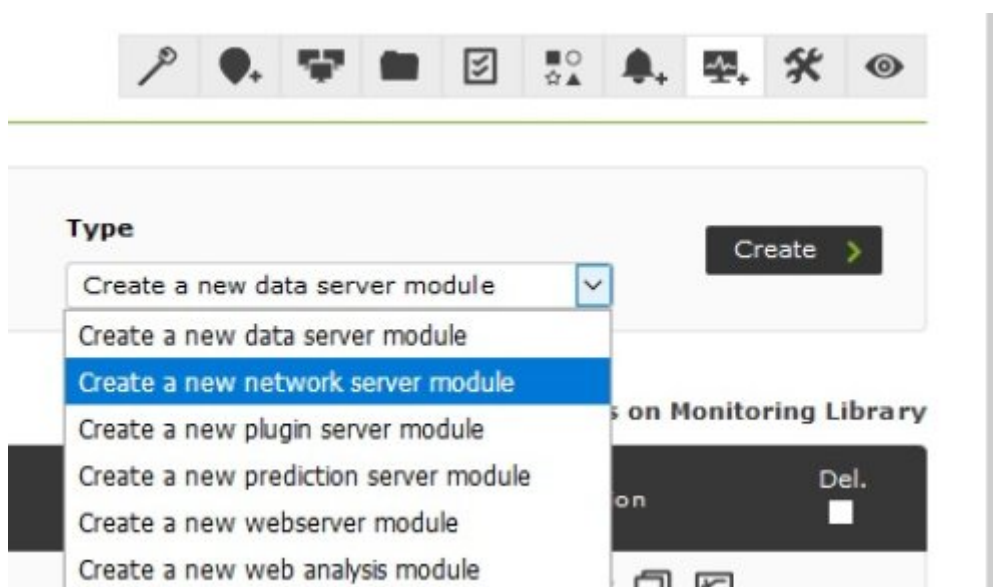 Type
Create
Create a new data server module
Create a new data server module
Create a new network server module
on Monitoring Library
Create a new plugin server module
Create a new prediction server module
Del.
Create a new webserver module
Create a new web analysis module